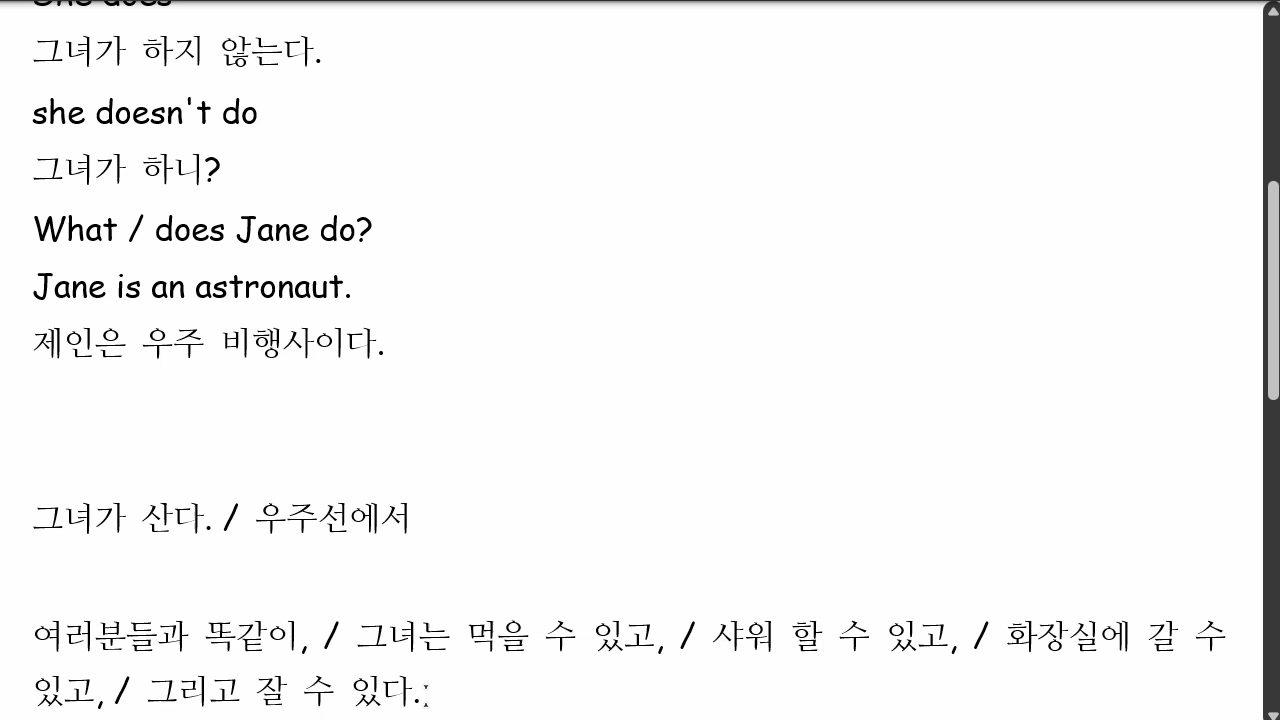 She does
그녀가 하지 않는다.
she doesn't do
그녀가 하니?
What / does Jane do?
Jane is an astronaut.
제인은 우주 비행사이다.
그녀가 산다. / 우주선에서
여러분들과 똑같이, / 그녀는 먹을 수 있고, / 샤워 할 수 있고, / 화장실에 갈 수
있고, / 그리고 잘 수 있다.